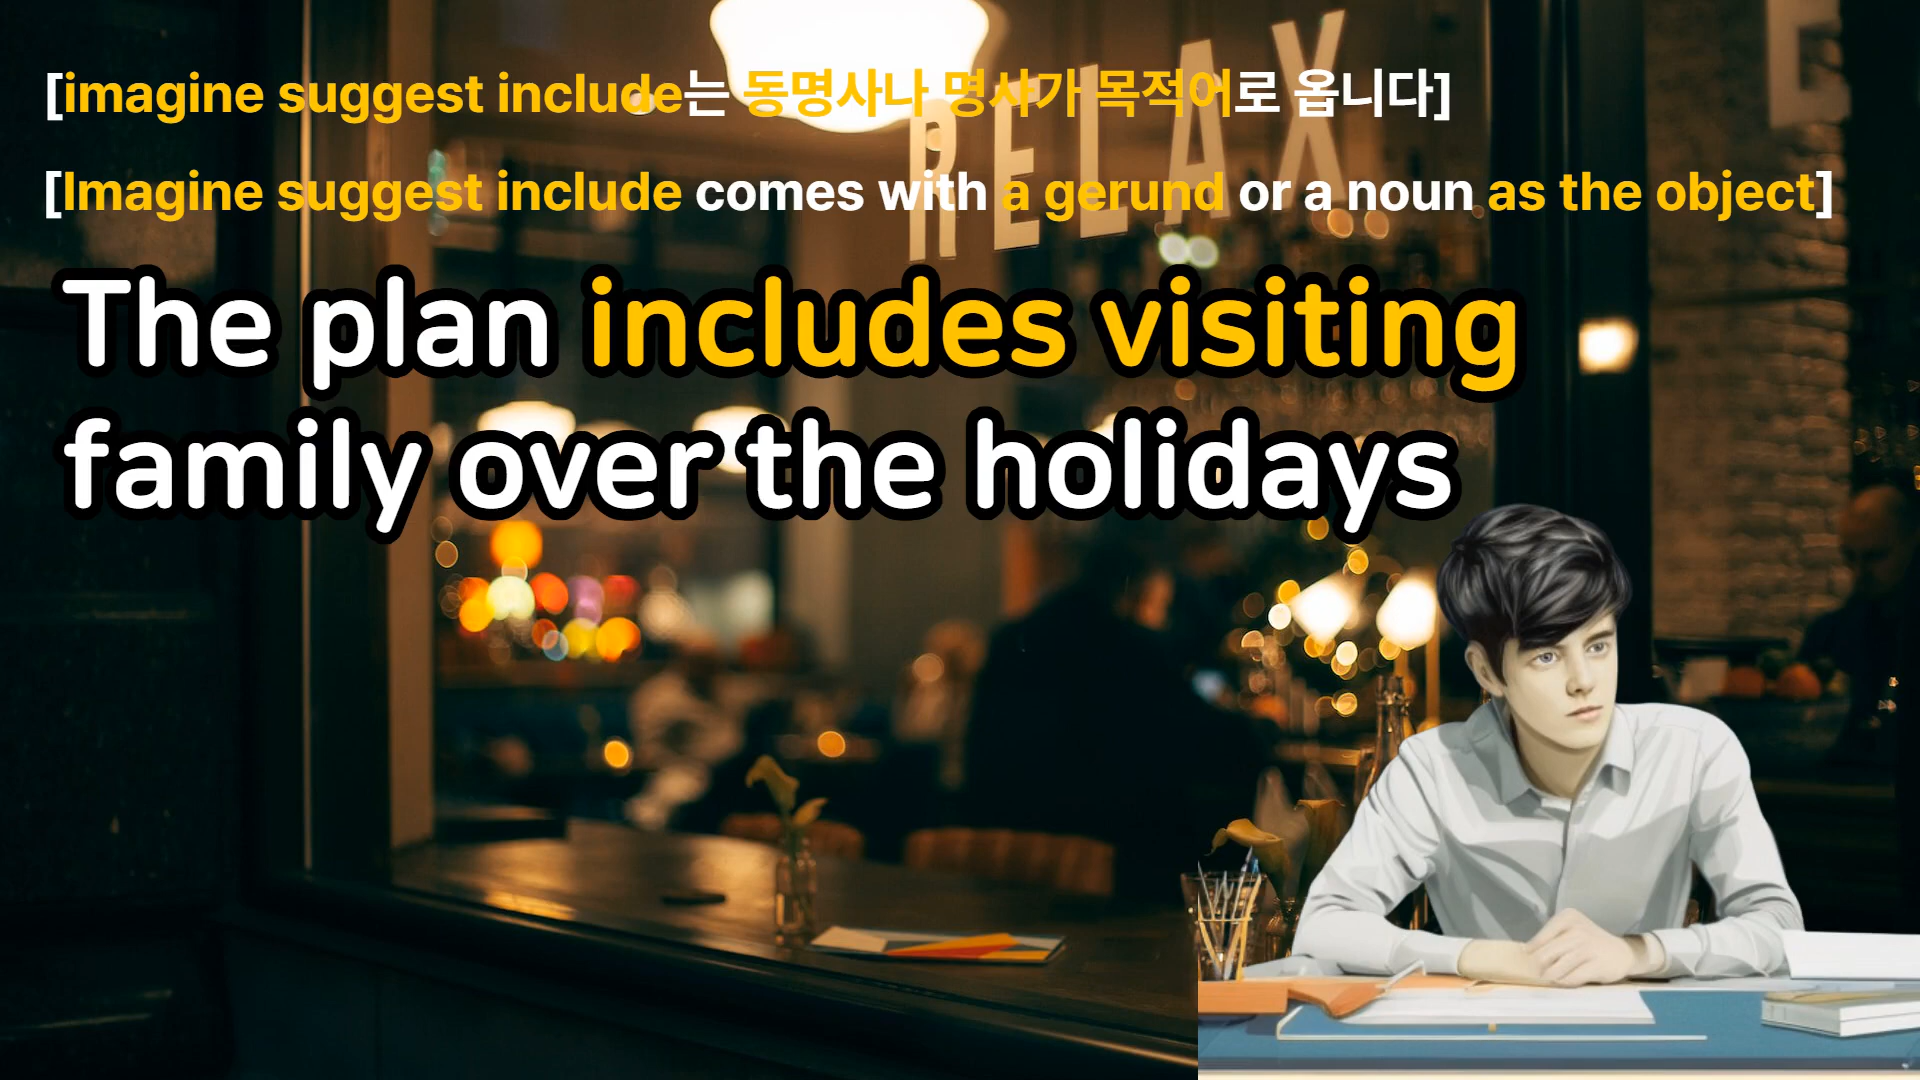 [imagine suggest include는 동명사나 명사가 목적어로 옵니다]
[Imagine suggest include comes with a gerund or a noun as the object]
RELAX
The plan includes visiting
family over the holidays